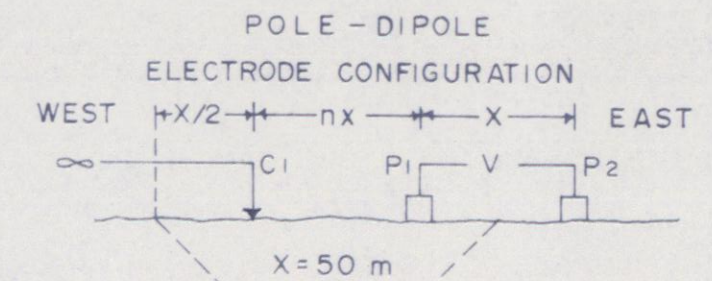 POLE - DIPOLE
ELECTRODE CONFIGURATION
WEST X/2 nx X EAST
∞ C1 P1 V P2
X = 50 m